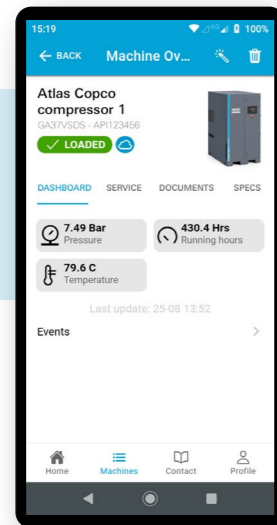 15:19
4G 100%
BACK Machine Ov...
Atlas Copco
compressor 1
GA37VSDS - API123456
LOADED
DASHBOARD SERVICE DOCUMENTS SPECS
7.49 Bar
Pressure
430.4 Hrs
Running hours
79.6 C
Temperature
Last update: 25-08 13:52
Events
Home Machines Contact Profile